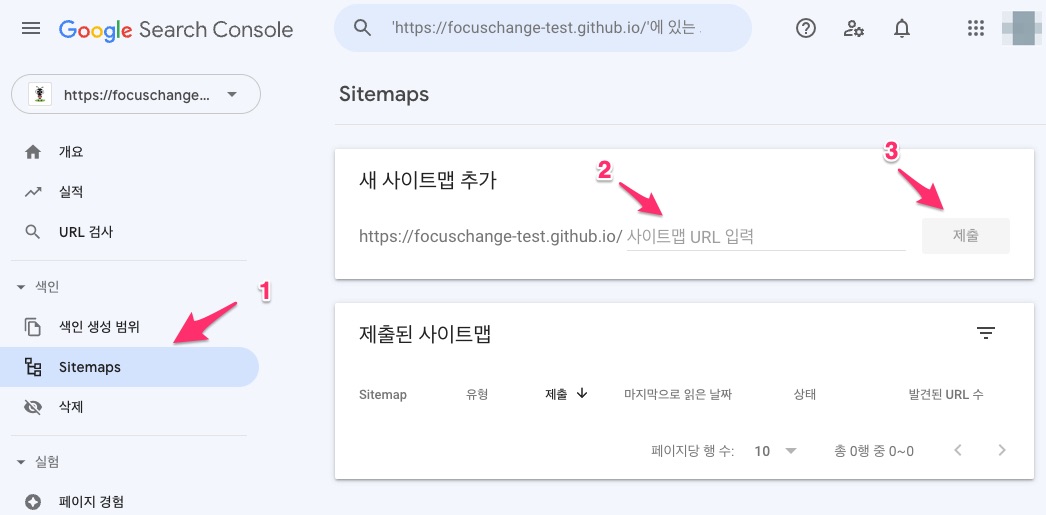 Google Search Console
'https://focuschange-test.github.io/'에 있는 .
https://focuschange...
Sitemaps
개요
실적
URL 검사
색인
색인 생성 범위
Sitemaps
삭제
실험
페이지 경험
1
새 사이트맵 추가
2
3
https://focuschange-test.github.io/ 사이트맵 URL 입력
제출
제출된 사이트맵
Sitemap 유형 제출 마지막으로 읽은 날짜 상태 발견된 URL 수
페이지당 행 수: 10 총 0행 중 0~0